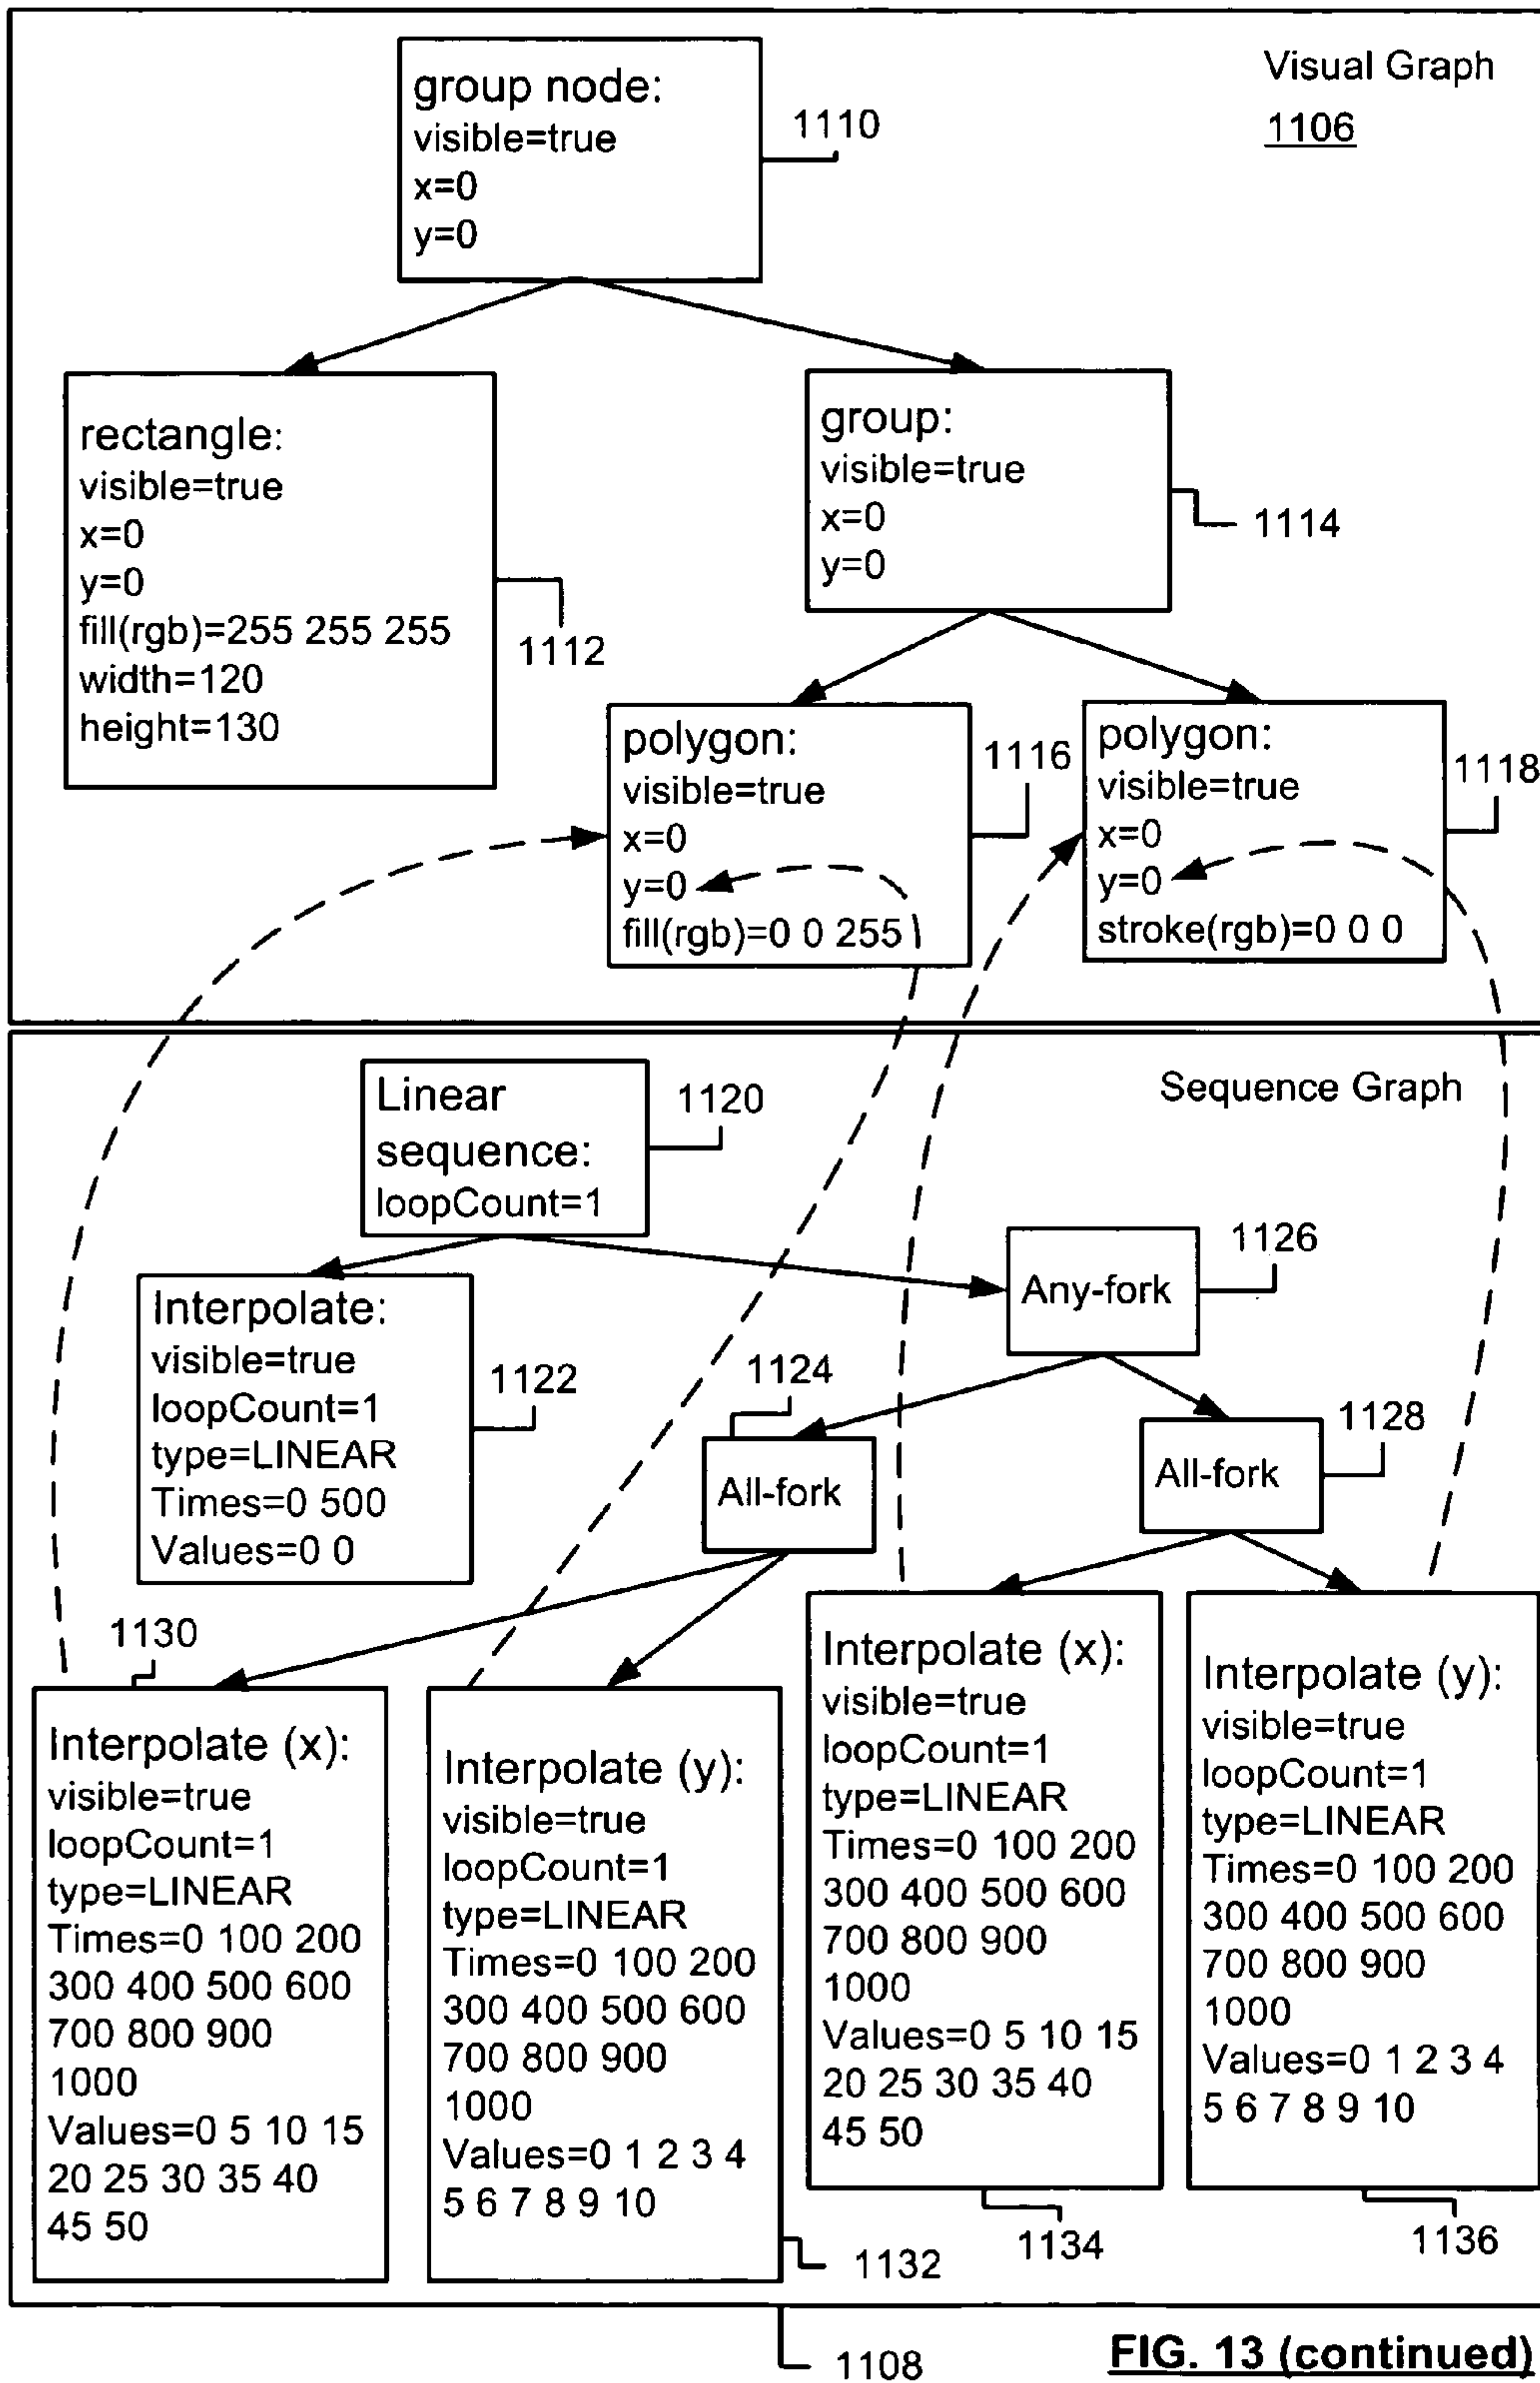 Visual Graph
1106
group node:
visible=true
x=0
y=0
1110
rectangle:
visible=true
x=0
y=0
fill(rgb)=255 255 255
width=120
height=130
1112
group:
visible=true
x=0
y=0
1114
polygon:
visible=true
x=0
y=0
fill(rgb)=0 0 255
1116
polygon:
visible=true
x=0
y=0
stroke(rgb)=0 0 0
1118
Sequence Graph
Linear
sequence:
loopCount=1
1120
Interpolate:
visible=true
loopCount=1
type=LINEAR
Times=0 500
Values=0 0
1122
Any-fork
1126
1124
All-fork
All-fork
1128
1130
Interpolate (x):
visible=true
loopCount=1
type=LINEAR
Times=0 100 200
300 400 500 600
700 800 900
1000
Values=0 5 10 15
20 25 30 35 40
45 50
Interpolate (y):
visible=true
loopCount=1
type=LINEAR
Times=0 100 200
300 400 500 600
700 800 900
1000
Values=0 1 2 3 4
5 6 7 8 9 10
1132
Interpolate (x):
visible=true
loopCount=1
type=LINEAR
Times=0 100 200
300 400 500 600
700 800 900
1000
Values=0 5 10 15
20 25 30 35 40
45 50
1134
Interpolate (y):
visible=true
loopCount=1
type=LINEAR
Times=0 100 200
300 400 500 600
700 800 900
1000
Values=0 1 2 3 4
5 6 7 8 9 10
1136
1108
FIG. 13 (continued)